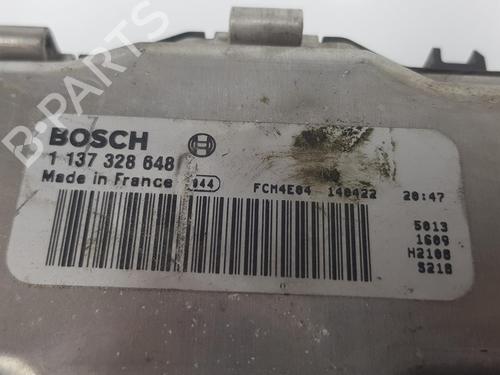 B-PARTS
BOSCH
1 137 328 648
Made in France 044 FCM4E04 140422 20:47
5013
1609
H2108
S218